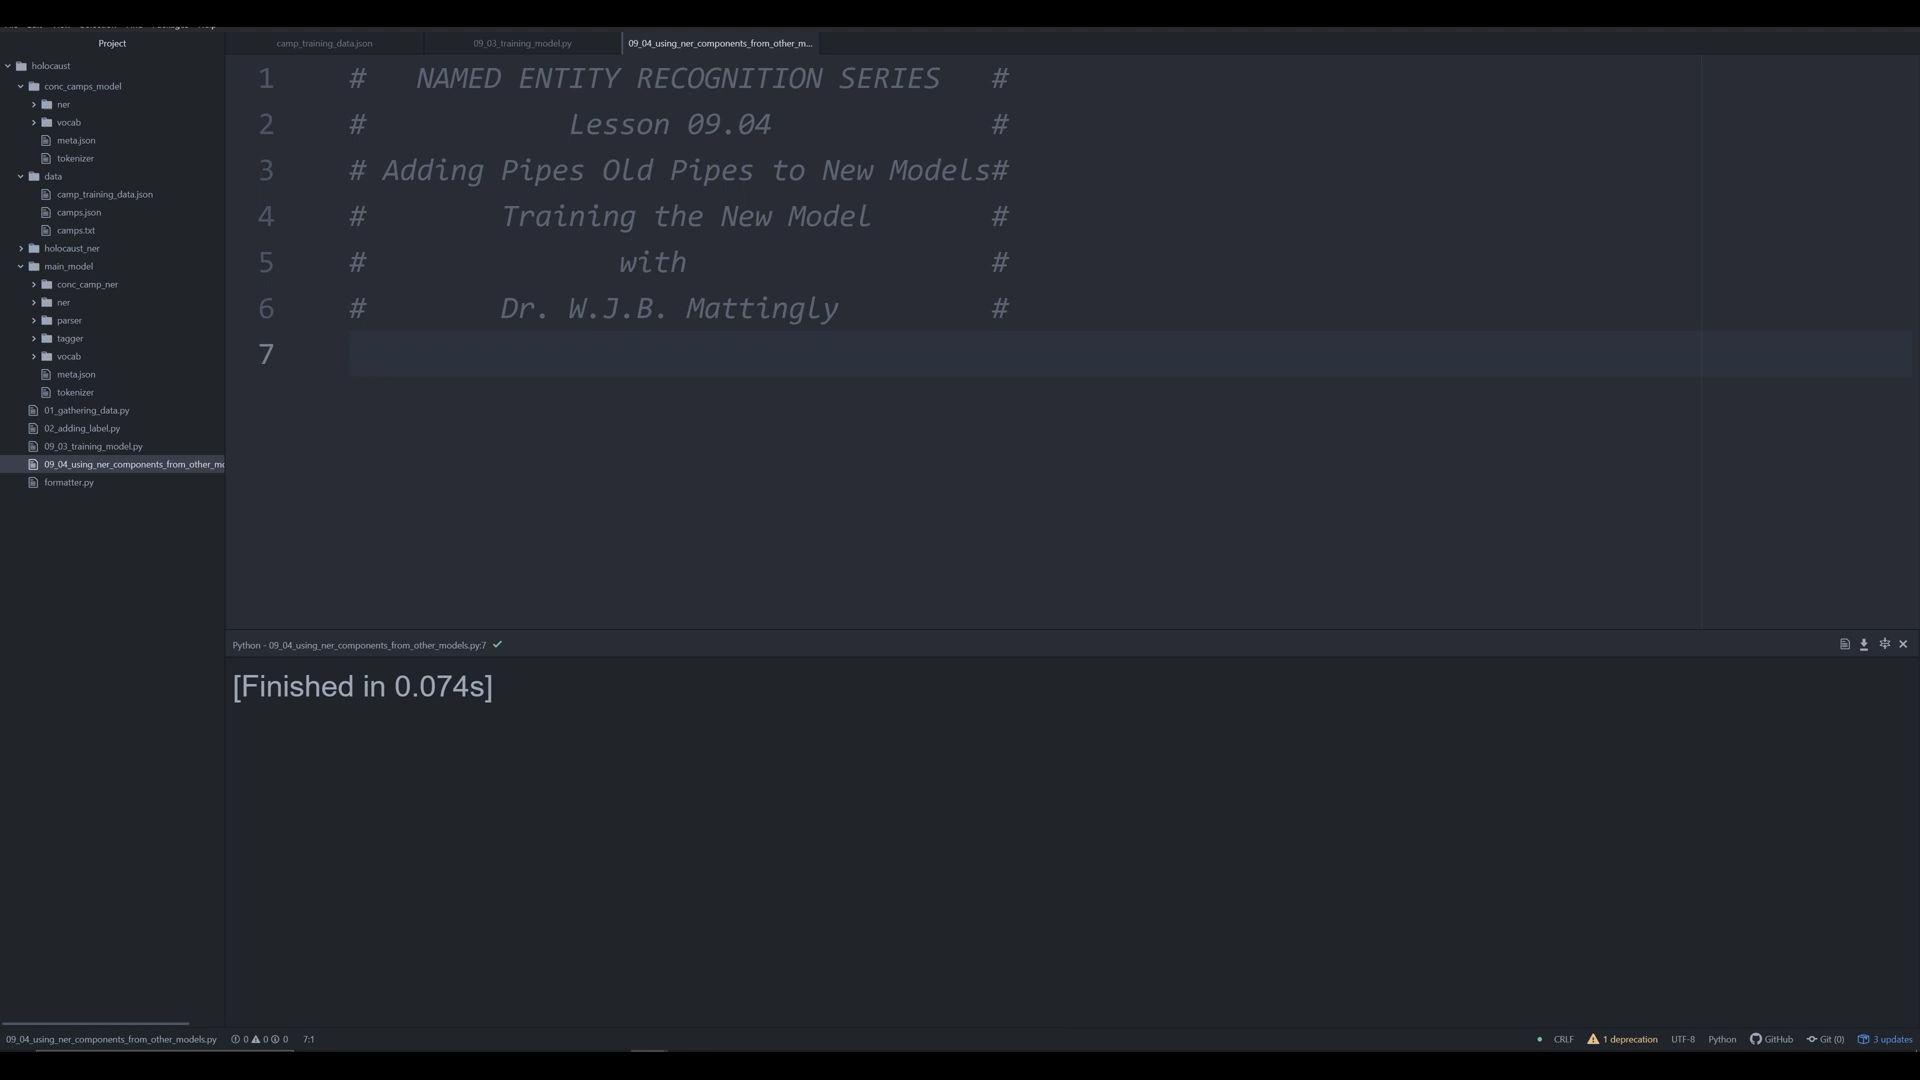 Project
camp_training_data.json
09_03_training_model.py
09_04_using_ner_components_from_other_m...
holocaust
conc_camps_model
ner
vocab
meta.json
tokenizer
data
camp_training_data.json
camps.json
camps.txt
holocaust_ner
main_model
conc_camp_ner
ner
parser
tagger
vocab
meta.json
tokenizer
01_gathering_data.py
02_adding_label.py
09_03_training_model.py
09_04_using_ner_components_from_other_mo
formatter.py
1 # NAMED ENTITY RECOGNITION SERIES #
2 # Lesson 09.04 #
3 # Adding Pipes Old Pipes to New Models#
4 # Training the New Model #
5 # with #
6 # Dr. W.J.B. Mattingly #
7
Python - 09_04_using_ner_components_from_other_models.py:7
[Finished in 0.074s]
09_04_using_ner_components_from_other_models.py 0 0 0 7:1 CRLF 1 deprecation UTF-8 Python GitHub Git (0) 3 updates